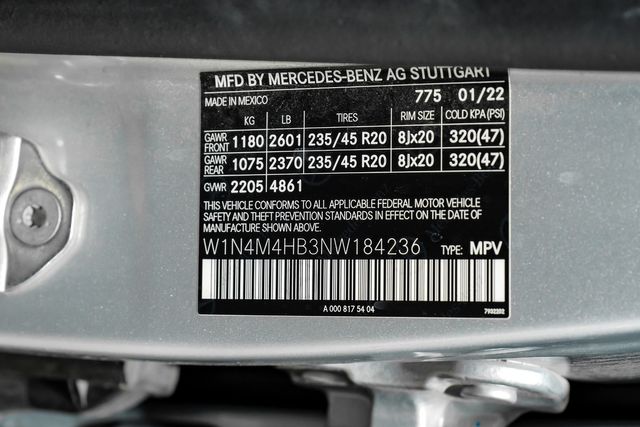 MFD BY MERCEDES-BENZ AG STUTTGART
MADE IN MEXICO 775 01/22
KG LB TIRES RIM SIZE COLD KPA (PSI)
GAWR FRONT 1180 2601 235/45 R20 8Jx20 320(47)
GAWR REAR 1075 2370 235/45 R20 8Jx20 320(47)
GVWR 2205 4861
THIS VEHICLE CONFORMS TO ALL APPLICABLE FEDERAL MOTOR VEHICLE
SAFETY AND THEFT PREVENTION STANDARDS IN EFFECT ON THE DATE OF
MANUFACTURE SHOWN ABOVE.
W1N4M4HB3NW184236 TYPE: MPV
A 000 817 54 04